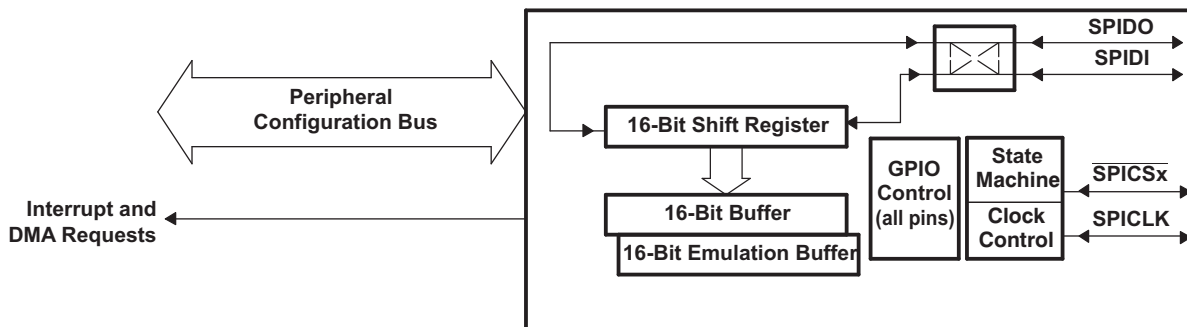 SPIDO
SPIDI
Peripheral
Configuration Bus
16-Bit Shift Register
GPIO
Control
(all pins)
State
Machine
SPICSx
Interrupt and
DMA Requests
16-Bit Buffer
Clock
Control
SPICLK
16-Bit Emulation Buffer